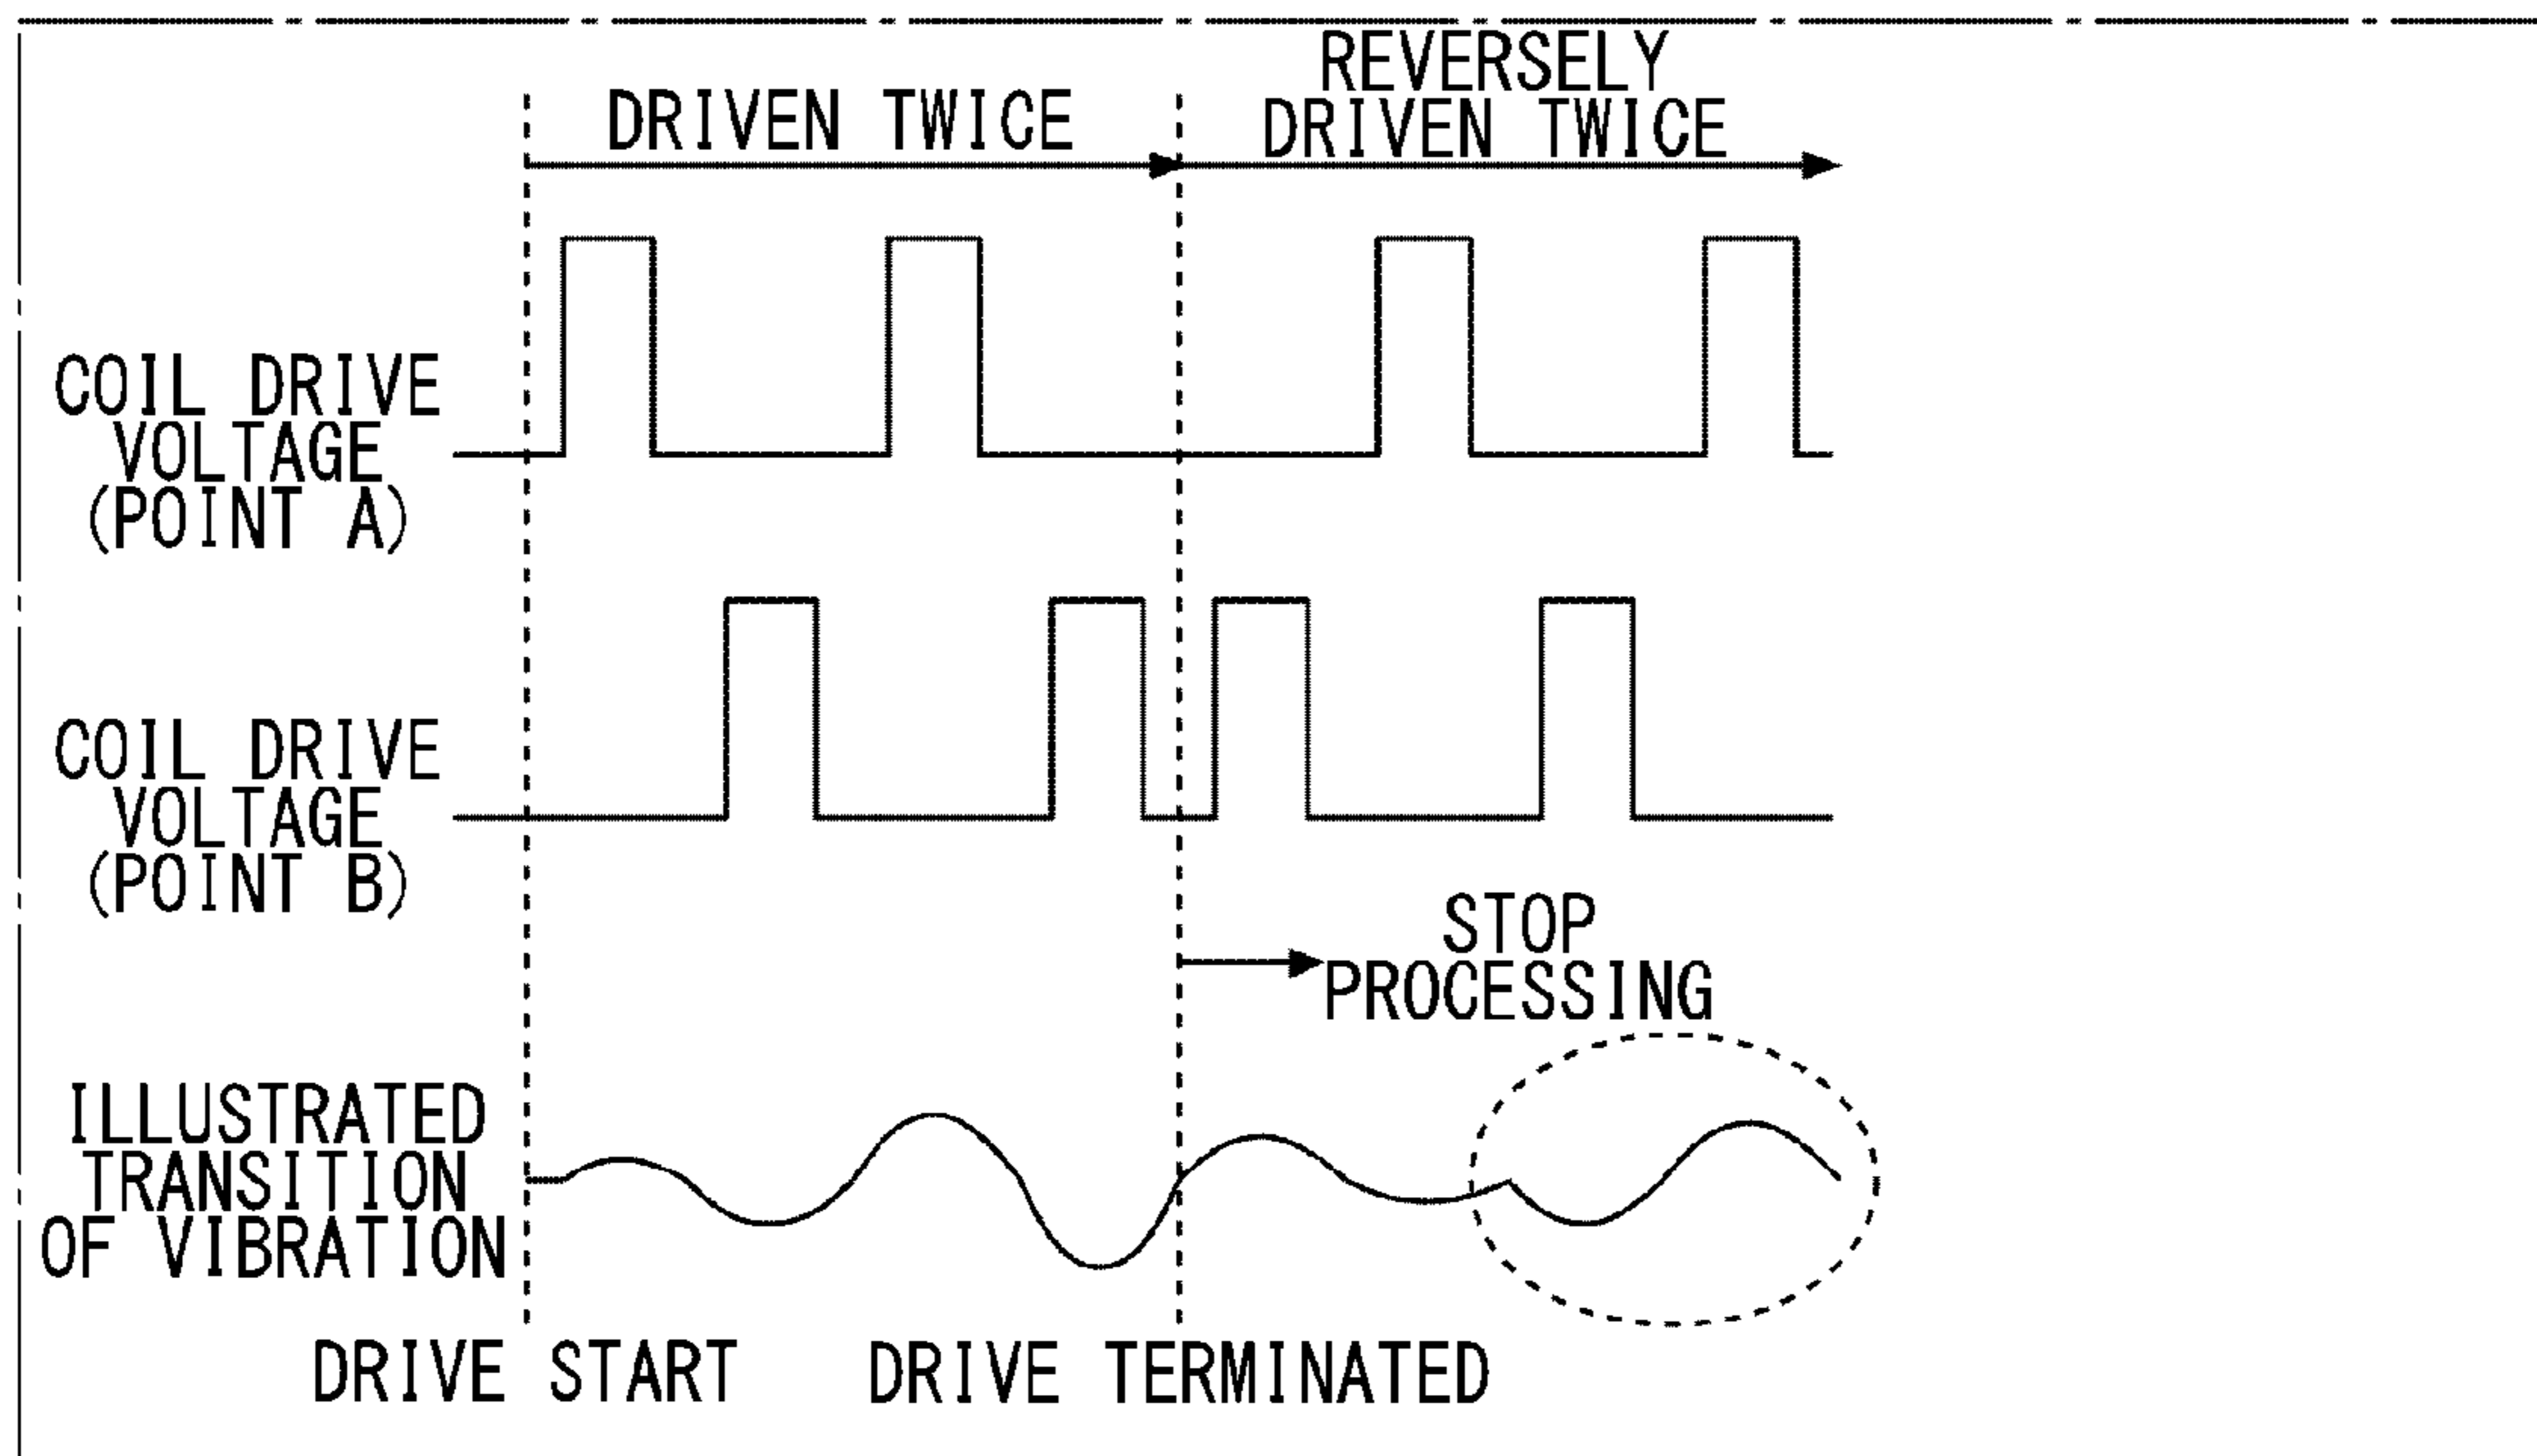 DRIVEN TWICE
REVERSELY
DRIVEN TWICE
COIL DRIVE
VOLTAGE
(POINT A)
COIL DRIVE
VOLTAGE
(POINT B)
STOP
PROCESSING
ILLUSTRATED
TRANSITION
OF VIBRATION
DRIVE START
DRIVE TERMINATED